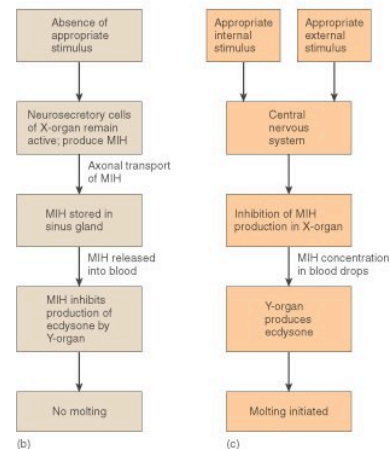 Absence of
appropriate
stimulus
Neurosecretory cells
of X-organ remain
active; produce MIH
Axonal transport
of MIH
MIH stored in
sinus gland
MIH released
into blood
MIH inhibits
production of
ecdysone by
Y-organ
No molting
(b)
Appropriate
internal
stimulus
Appropriate
external
stimulus
Central
nervous
system
Inhibition of MIH
production in X-organ
MIH concentration
in blood drops
Y-organ
produces
ecdysone
Molting initiated
(c)